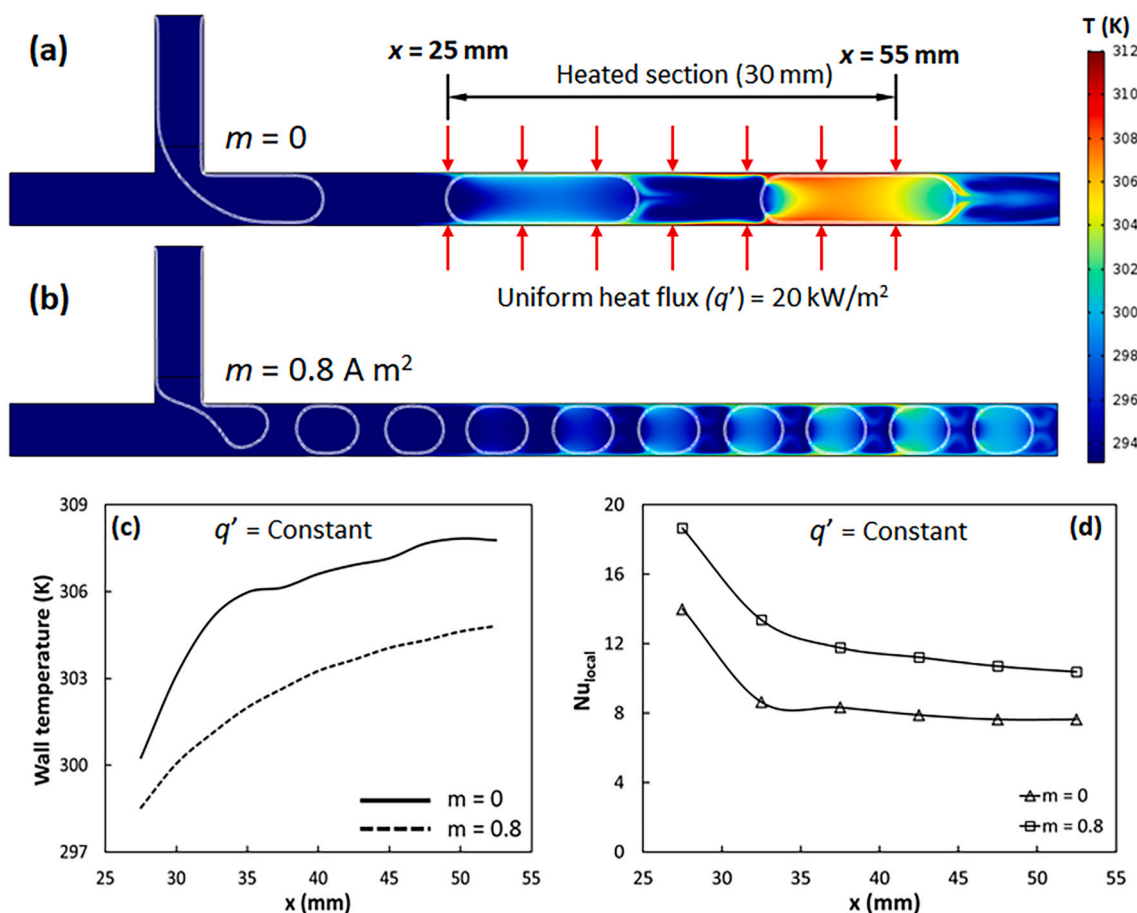 (a)
x = 25 mm
x = 55 mm
T (K)
Heated section (30 mm)
m = 0
312
310
308
306
304
302
300
298
296
294
Uniform heat flux (q') = 20 kW/m²
(b)
m = 0.8 A m²
(c)
q' = Constant
Wall temperature (K)
309
306
303
300
297
m = 0
m = 0.8
25 30 35 40 45 50 55
x (mm)
(d)
q' = Constant
Nulocal
20
16
12
8
4
0
m = 0
m = 0.8
25 30 35 40 45 50 55
x (mm)